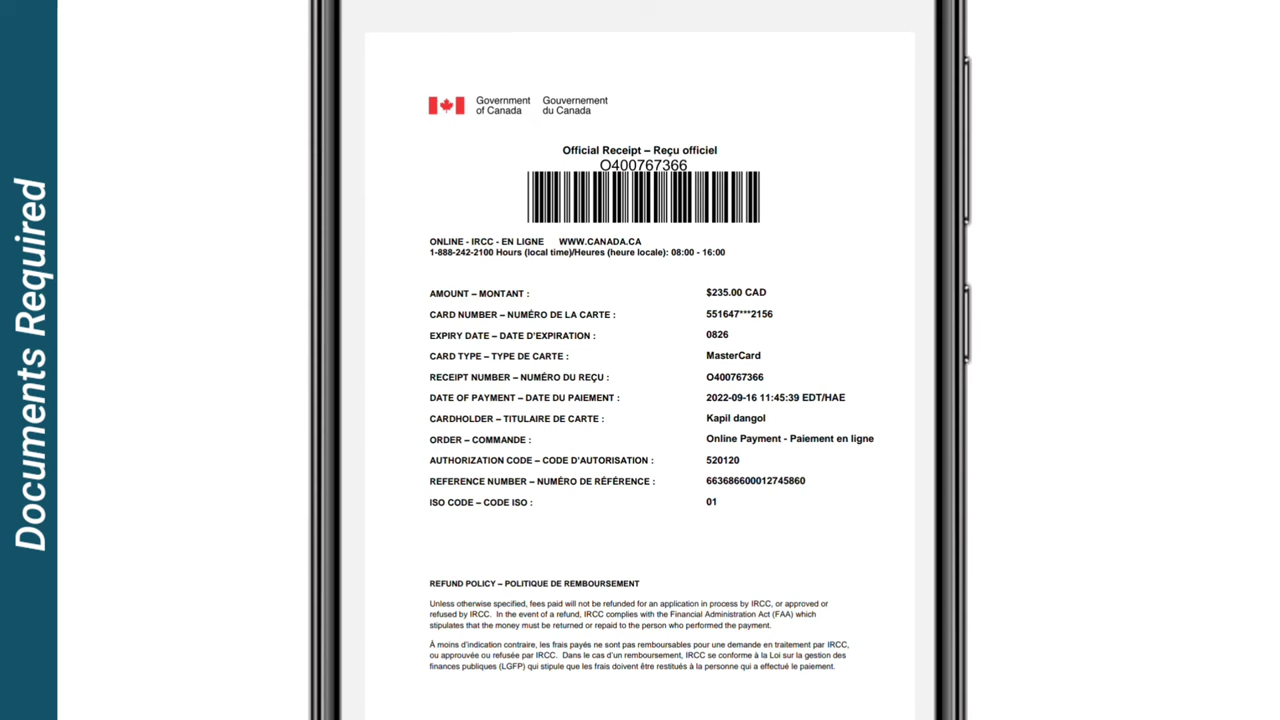 Documents Required
Government of Canada
Gouvernement du Canada
Official Receipt – Reçu officiel
O400767366
ONLINE - IRCC - EN LIGNE WWW.CANADA.CA
1-888-242-2100 Hours (local time)/Heures (heure locale): 08:00 - 16:00
AMOUNT – MONTANT : $235.00 CAD
CARD NUMBER – NUMÉRO DE LA CARTE : 551647***2156
EXPIRY DATE – DATE D'EXPIRATION : 0826
CARD TYPE – TYPE DE CARTE : MasterCard
RECEIPT NUMBER – NUMÉRO DU REÇU : O400767366
DATE OF PAYMENT – DATE DU PAIEMENT : 2022-09-16 11:45:39 EDT/HAE
CARDHOLDER – TITULAIRE DE CARTE : Kapil dangol
ORDER – COMMANDE : Online Payment - Paiement en ligne
AUTHORIZATION CODE – CODE D'AUTORISATION : 520120
REFERENCE NUMBER – NUMÉRO DE RÉFÉRENCE : 663686600012745860
ISO CODE – CODE ISO : 01
REFUND POLICY – POLITIQUE DE REMBOURSEMENT
Unless otherwise specified, fees paid will not be refunded for an application in process by IRCC, or approved or
refused by IRCC. In the event of a refund, IRCC complies with the Financial Administration Act (FAA) which
stipulates that the money must be returned or repaid to the person who performed the payment.
À moins d'indication contraire, les frais payés ne sont pas remboursables pour une demande en traitement par IRCC,
ou approuvée ou refusée par IRCC. Dans le cas d'un remboursement, IRCC se conforme à la Loi sur la gestion des
finances publiques (LGFP) qui stipule que les frais doivent être restitués à la personne qui a effectué le paiement.